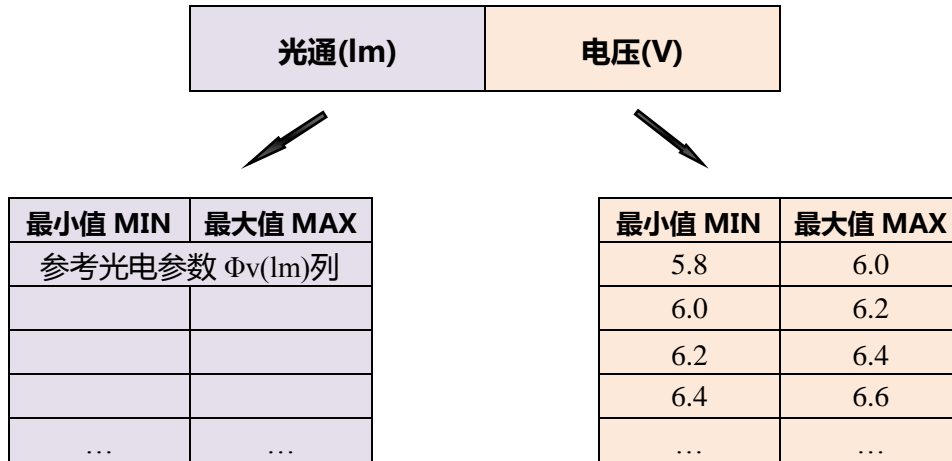 光通(lm) 电压(V)
最小值 MIN 最大值 MAX
参考光电参数 Φv(lm)列
… …
最小值 MIN 最大值 MAX
5.8 6.0
6.0 6.2
6.2 6.4
6.4 6.6
… …